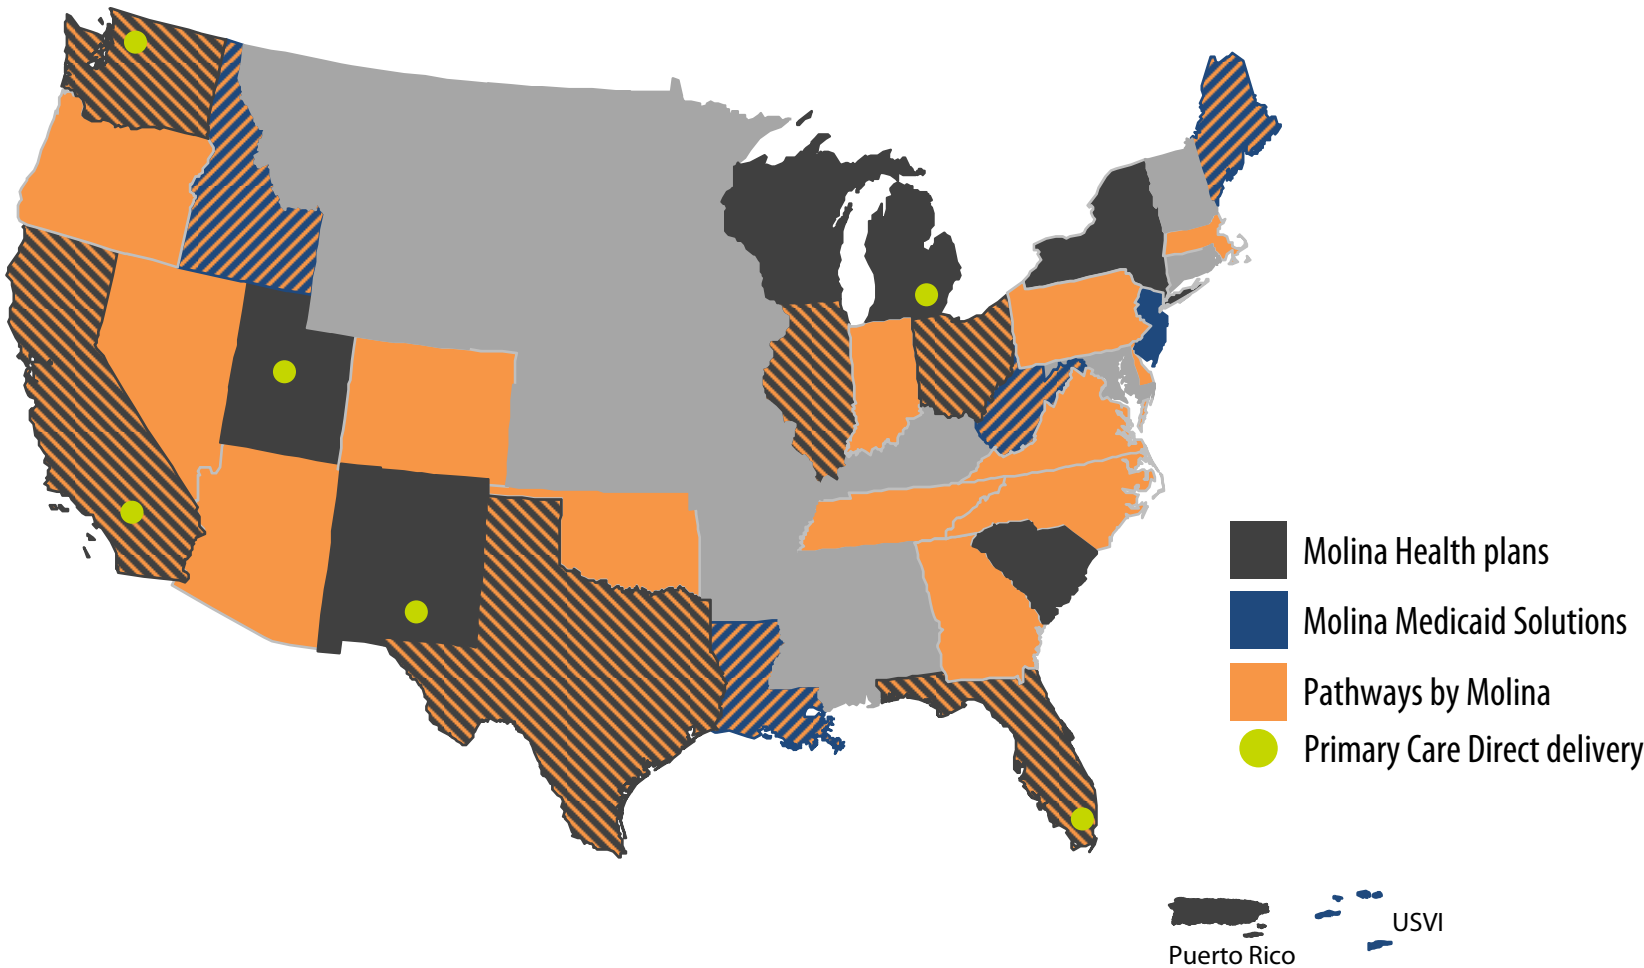 Molina Health plans
Molina Medicaid Solutions
Pathways by Molina
Primary Care Direct delivery
USVI
Puerto Rico